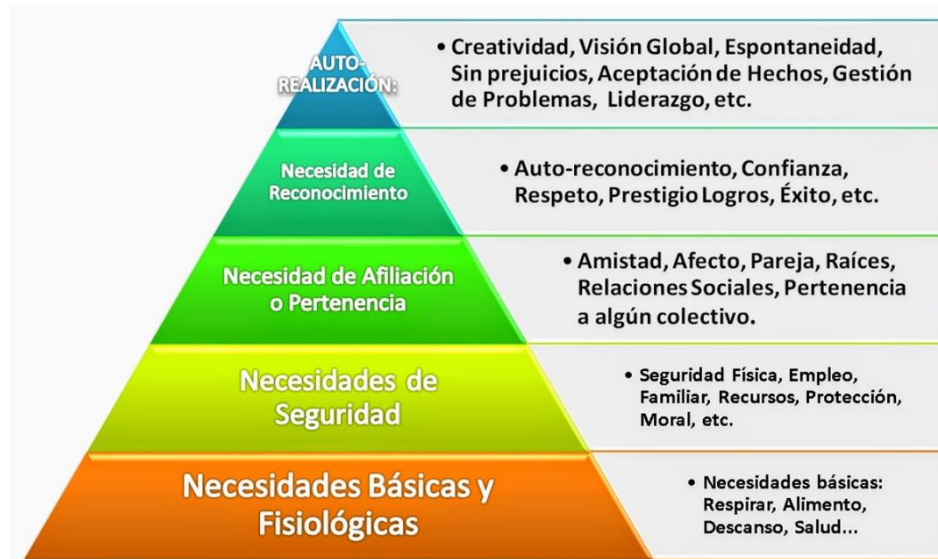 AUTO-
REALIZACIÓN:
• Creatividad, Visión Global, Espontaneidad,
Sin prejuicios, Aceptación de Hechos, Gestión
de Problemas, Liderazgo, etc.
Necesidad de
Reconocimiento
• Auto-reconocimiento, Confianza,
Respeto, Prestigio Logros, Éxito, etc.
Necesidad de Afiliación
o Pertenencia
• Amistad, Afecto, Pareja, Raíces,
Relaciones Sociales, Pertenencia
a algún colectivo.
Necesidades de
Seguridad
• Seguridad Física, Empleo,
Familiar, Recursos, Protección,
Moral, etc.
Necesidades Básicas y
Fisiológicas
• Necesidades básicas:
Respirar, Alimento,
Descanso, Salud...